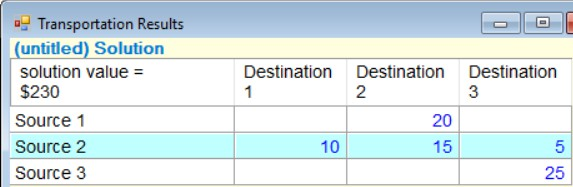 Transportation Results
(untitled) Solution
solution value = Destination Destination Destination
$230 1 2 3
Source 1 20
Source 2 10 15 5
Source 3 25